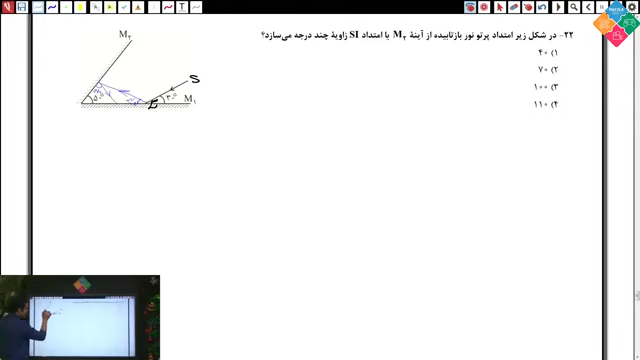 ۲۲- در شکل زیر امتداد پرتو نور بازتابیده از آینهٔ M۲ با امتداد SI زاویهٔ چند درجه می‌سازد؟
۱) ۴۰
۲) ۷۰
۳) ۱۰۰
۴) ۱۱۰
M۲
S
۵۰°
۳۰°
M۱